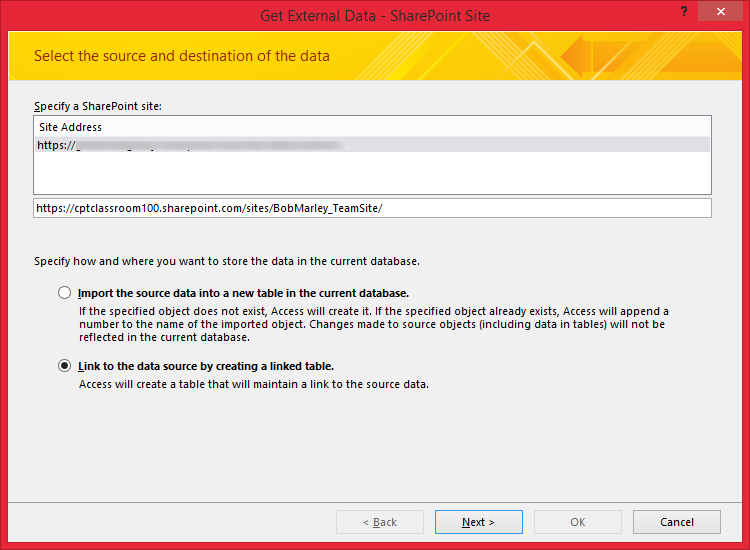 Get External Data - SharePoint Site
?
Select the source and destination of the data
Specify a SharePoint site:
Site Address
https://
https://cptclassroom100.sharepoint.com/sites/BobMarley_TeamSite/
Specify how and where you want to store the data in the current database.
Import the source data into a new table in the current database.
If the specified object does not exist, Access will create it. If the specified object already exists, Access will append a
number to the name of the imported object. Changes made to source objects (including data in tables) will not be
reflected in the current database.
Link to the data source by creating a linked table.
Access will create a table that will maintain a link to the source data.
< Back
Next >
OK
Cancel